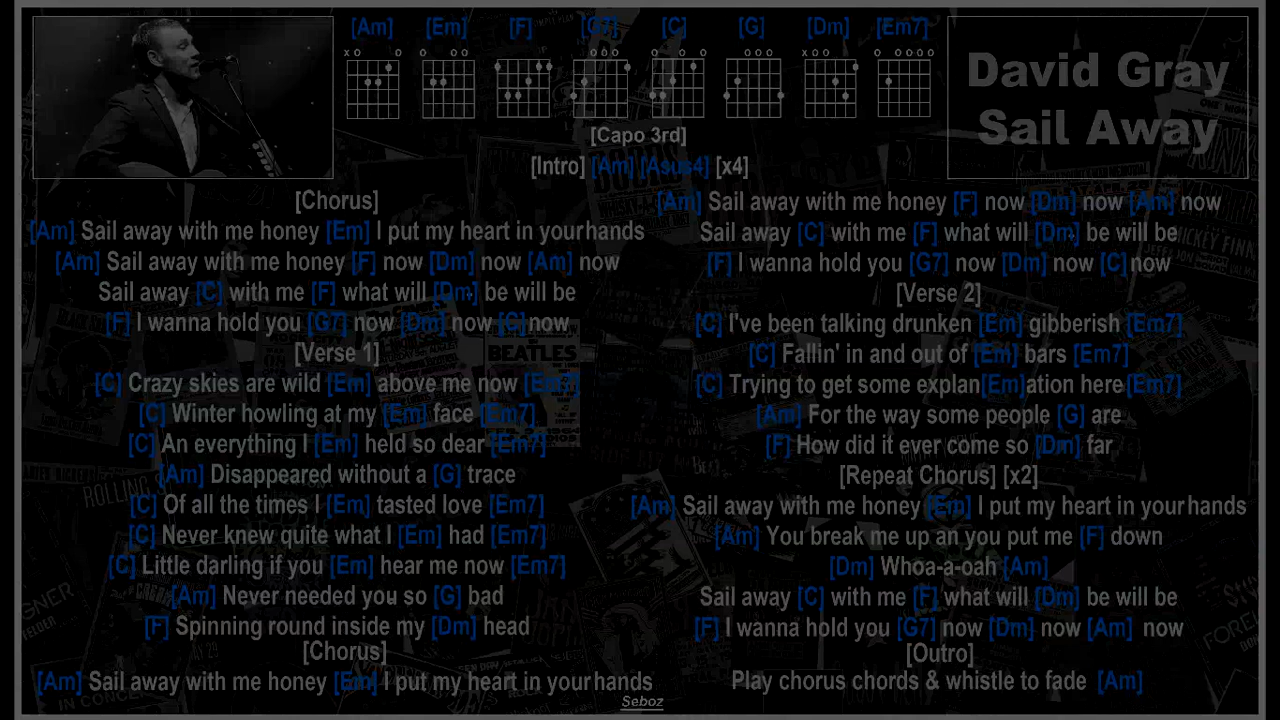 [Am] [Em] [F] [G7] [C] [G] [Dm] [Em7]
David Gray
Sail Away
[Capo 3rd]
[Intro] [Am] [Asus4] [x4]
[Chorus]
[Am] Sail away with me honey [Em] I put my heart in your hands
[Am] Sail away with me honey [F] now [Dm] now [Am] now
Sail away [C] with me [F] what will [Dm] be will be
[F] I wanna hold you [G7] now [Dm] now [C] now
[Verse 1]
[C] Crazy skies are wild [Em] above me now [Em7]
[C] Winter howling at my [Em] face [Em7]
[C] An everything I [Em] held so dear [Em7]
[Am] Disappeared without a [G] trace
[C] Of all the times I [Em] tasted love [Em7]
[C] Never knew quite what I [Em] had [Em7]
[C] Little darling if you [Em] hear me now [Em7]
[Am] Never needed you so [G] bad
[F] Spinning round inside my [Dm] head
[Chorus]
[Am] Sail away with me honey [Em] I put my heart in your hands
[Am] Sail away with me honey [F] now [Dm] now [Am] now
Sail away [C] with me [F] what will [Dm] be will be
[F] I wanna hold you [G7] now [Dm] now [C] now
[Verse 2]
[C] I've been talking drunken [Em] gibberish [Em7]
[C] Fallin' in and out of [Em] bars [Em7]
[C] Trying to get some explan[Em]ation here [Em7]
[Am] For the way some people [G] are
[F] How did it ever come so [Dm] far
[Repeat Chorus] [x2]
[Am] Sail away with me honey [Em] I put my heart in your hands
[Am] You break me up an you put me [F] down
[Dm] Whoa-a-oah [Am]
Sail away [C] with me [F] what will [Dm] be will be
[F] I wanna hold you [G7] now [Dm] now [Am] now
[Outro]
Play chorus chords & whistle to fade [Am]
Seboz
BEATLES
ROLLING
IN CONCERT
MICKEY FINN
KINKS